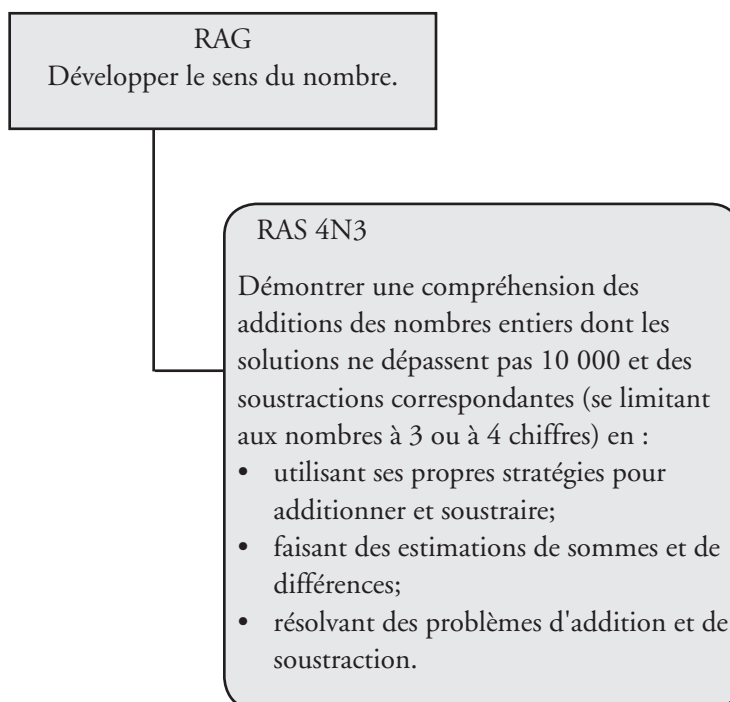 RAG
Développer le sens du nombre.
RAS 4N3
Démontrer une compréhension des
additions des nombres entiers dont les
solutions ne dépassent pas 10 000 et des
soustractions correspondantes (se limitant
aux nombres à 3 ou à 4 chiffres) en :
• utilisant ses propres stratégies pour
additionner et soustraire;
• faisant des estimations de sommes et de
différences;
• résolvant des problèmes d'addition et de
soustraction.